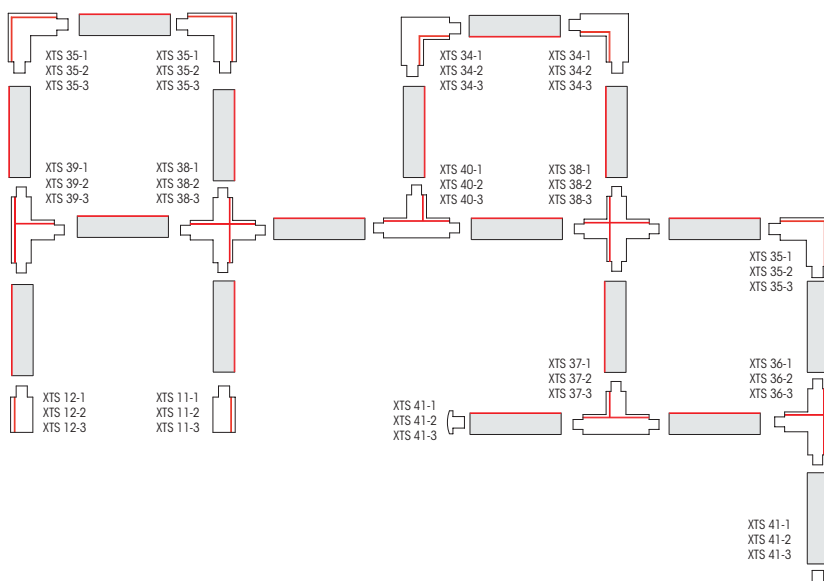 XTS 35-1
XTS 35-2
XTS 35-3
XTS 35-1
XTS 35-2
XTS 35-3
XTS 34-1
XTS 34-2
XTS 34-3
XTS 34-1
XTS 34-2
XTS 34-3
XTS 39-1
XTS 39-2
XTS 39-3
XTS 38-1
XTS 38-2
XTS 38-3
XTS 40-1
XTS 40-2
XTS 40-3
XTS 38-1
XTS 38-2
XTS 38-3
XTS 35-1
XTS 35-2
XTS 35-3
XTS 12-1
XTS 12-2
XTS 12-3
XTS 11-1
XTS 11-2
XTS 11-3
XTS 41-1
XTS 41-2
XTS 41-3
XTS 37-1
XTS 37-2
XTS 37-3
XTS 36-1
XTS 36-2
XTS 36-3
XTS 41-1
XTS 41-2
XTS 41-3